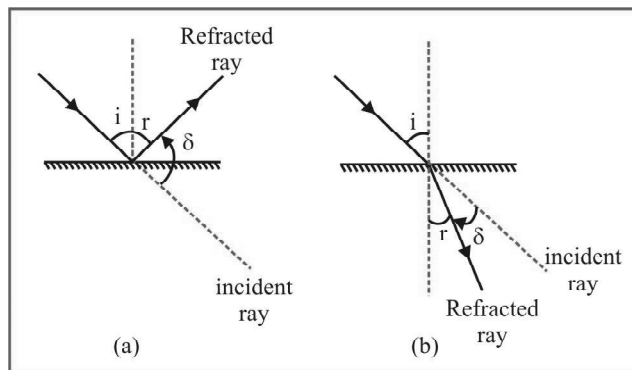 Refracted
ray
i
r
δ
incident
ray
(a)
i
r
δ
incident
ray
Refracted
ray
(b)